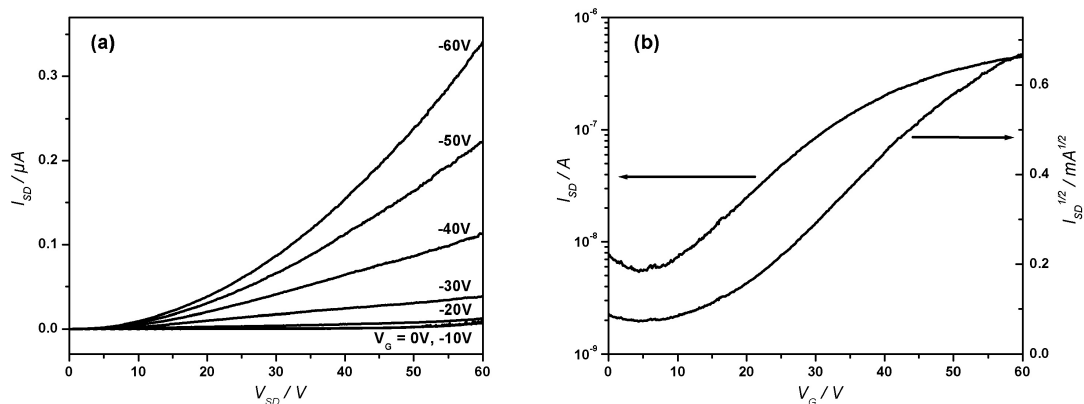 (a)
-60V
-50V
-40V
-30V
-20V
V_G = 0V, -10V
0.3
0.2
0.1
0.0
I_SD / µA
0 10 20 30 40 50 60
V_SD / V
(b)
10^-6
10^-7
10^-8
10^-9
I_SD / A
0.6
0.4
0.2
0.0
I_SD^1/2 / mA^1/2
0 10 20 30 40 50 60
V_G / V